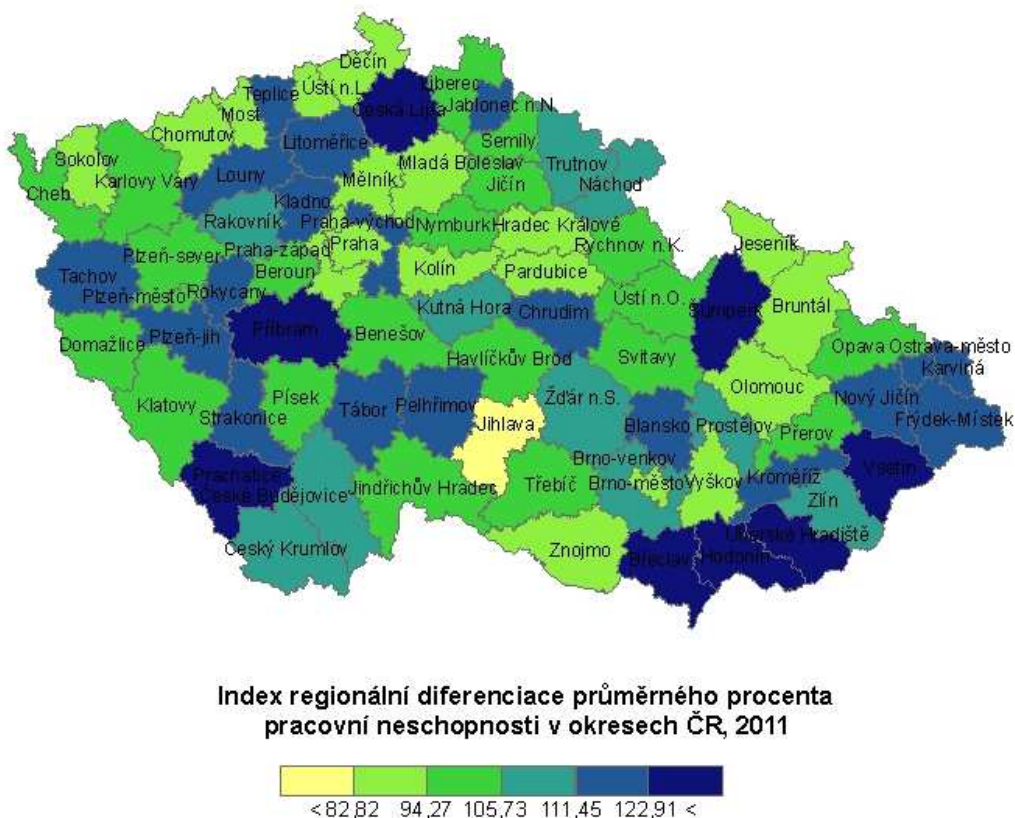 Děčín
Liberec
Teplice
Ústí n.L.
Česká Lípa
Jablonec n.N.
Most
Chomutov
Litoměřice
Semily
Sokolov
Mladá Boleslav
Trutnov
Karlovy Vary
Louny
Mělník
Jičín
Náchod
Cheb
Kladno
Rakovník
Praha-východ
Nymburk
Hradec Králové
Praha
Rychnov n.K.
Jeseník
Plzeň-sever
Praha-západ
Beroun
Kolín
Pardubice
Tachov
Plzeň-město
Rokycany
Kutná Hora
Chrudim
Ústí n.O.
Šumperk
Bruntál
Příbram
Benešov
Plzeň-jih
Domažlice
Havlíčkův Brod
Svitavy
Opava
Ostrava-město
Karviná
Olomouc
Klatovy
Písek
Strakonice
Tábor
Pelhřimov
Jihlava
Žďár n.S.
Blansko
Prostějov
Přerov
Nový Jičín
Frýdek-Místek
Prachatice
České Budějovice
Jindřichův Hradec
Třebíč
Brno-venkov
Brno-město
Vyškov
Kroměříž
Vsetín
Zlín
Český Krumlov
Znojmo
Břeclav
Hodonín
Uherské Hradiště
Index regionální diferenciace průměrného procenta
pracovní neschopnosti v okresech ČR, 2011
<82,82 94,27 105,73 111,45 122,91 <